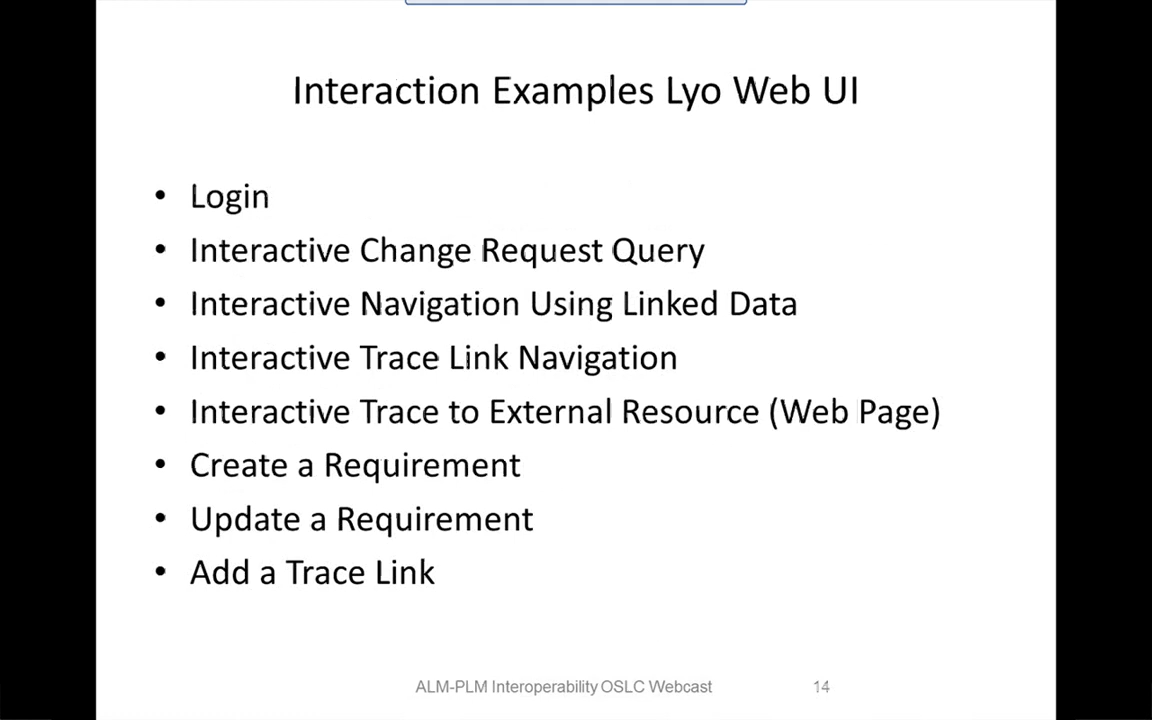 Interaction Examples Lyo Web UI
• Login
• Interactive Change Request Query
• Interactive Navigation Using Linked Data
• Interactive Trace Link Navigation
• Interactive Trace to External Resource (Web Page)
• Create a Requirement
• Update a Requirement
• Add a Trace Link
ALM-PLM Interoperability OSLC Webcast 14